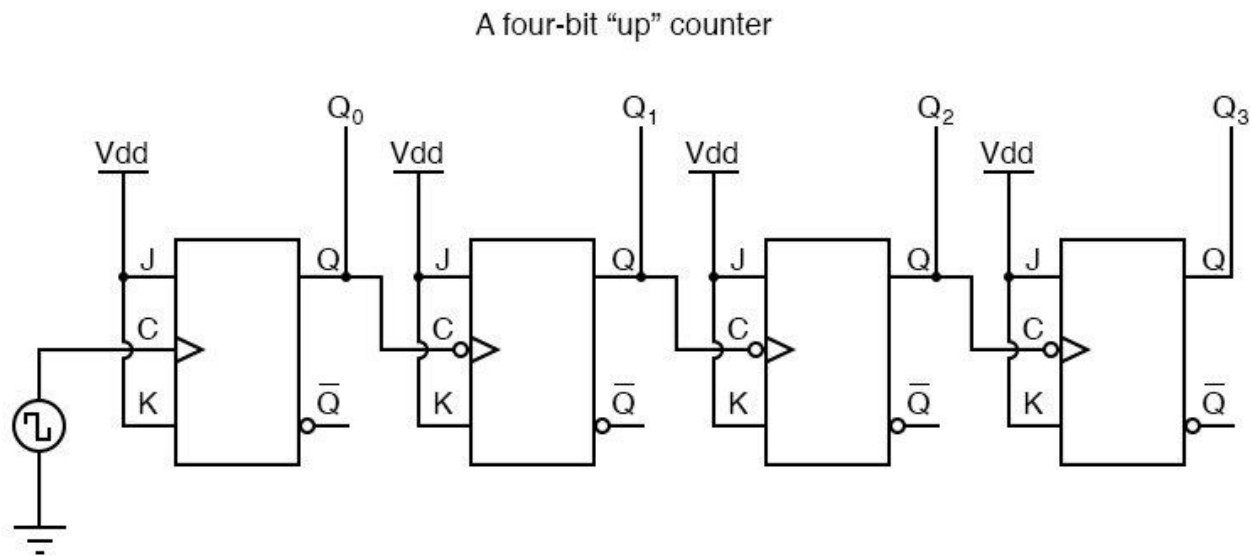 A four-bit “up” counter
Q₀ Q₁ Q₂ Q₃
Vdd Vdd Vdd Vdd
J Q J Q J Q J Q
C C C C
K Q̅ K Q̅ K Q̅ K Q̅